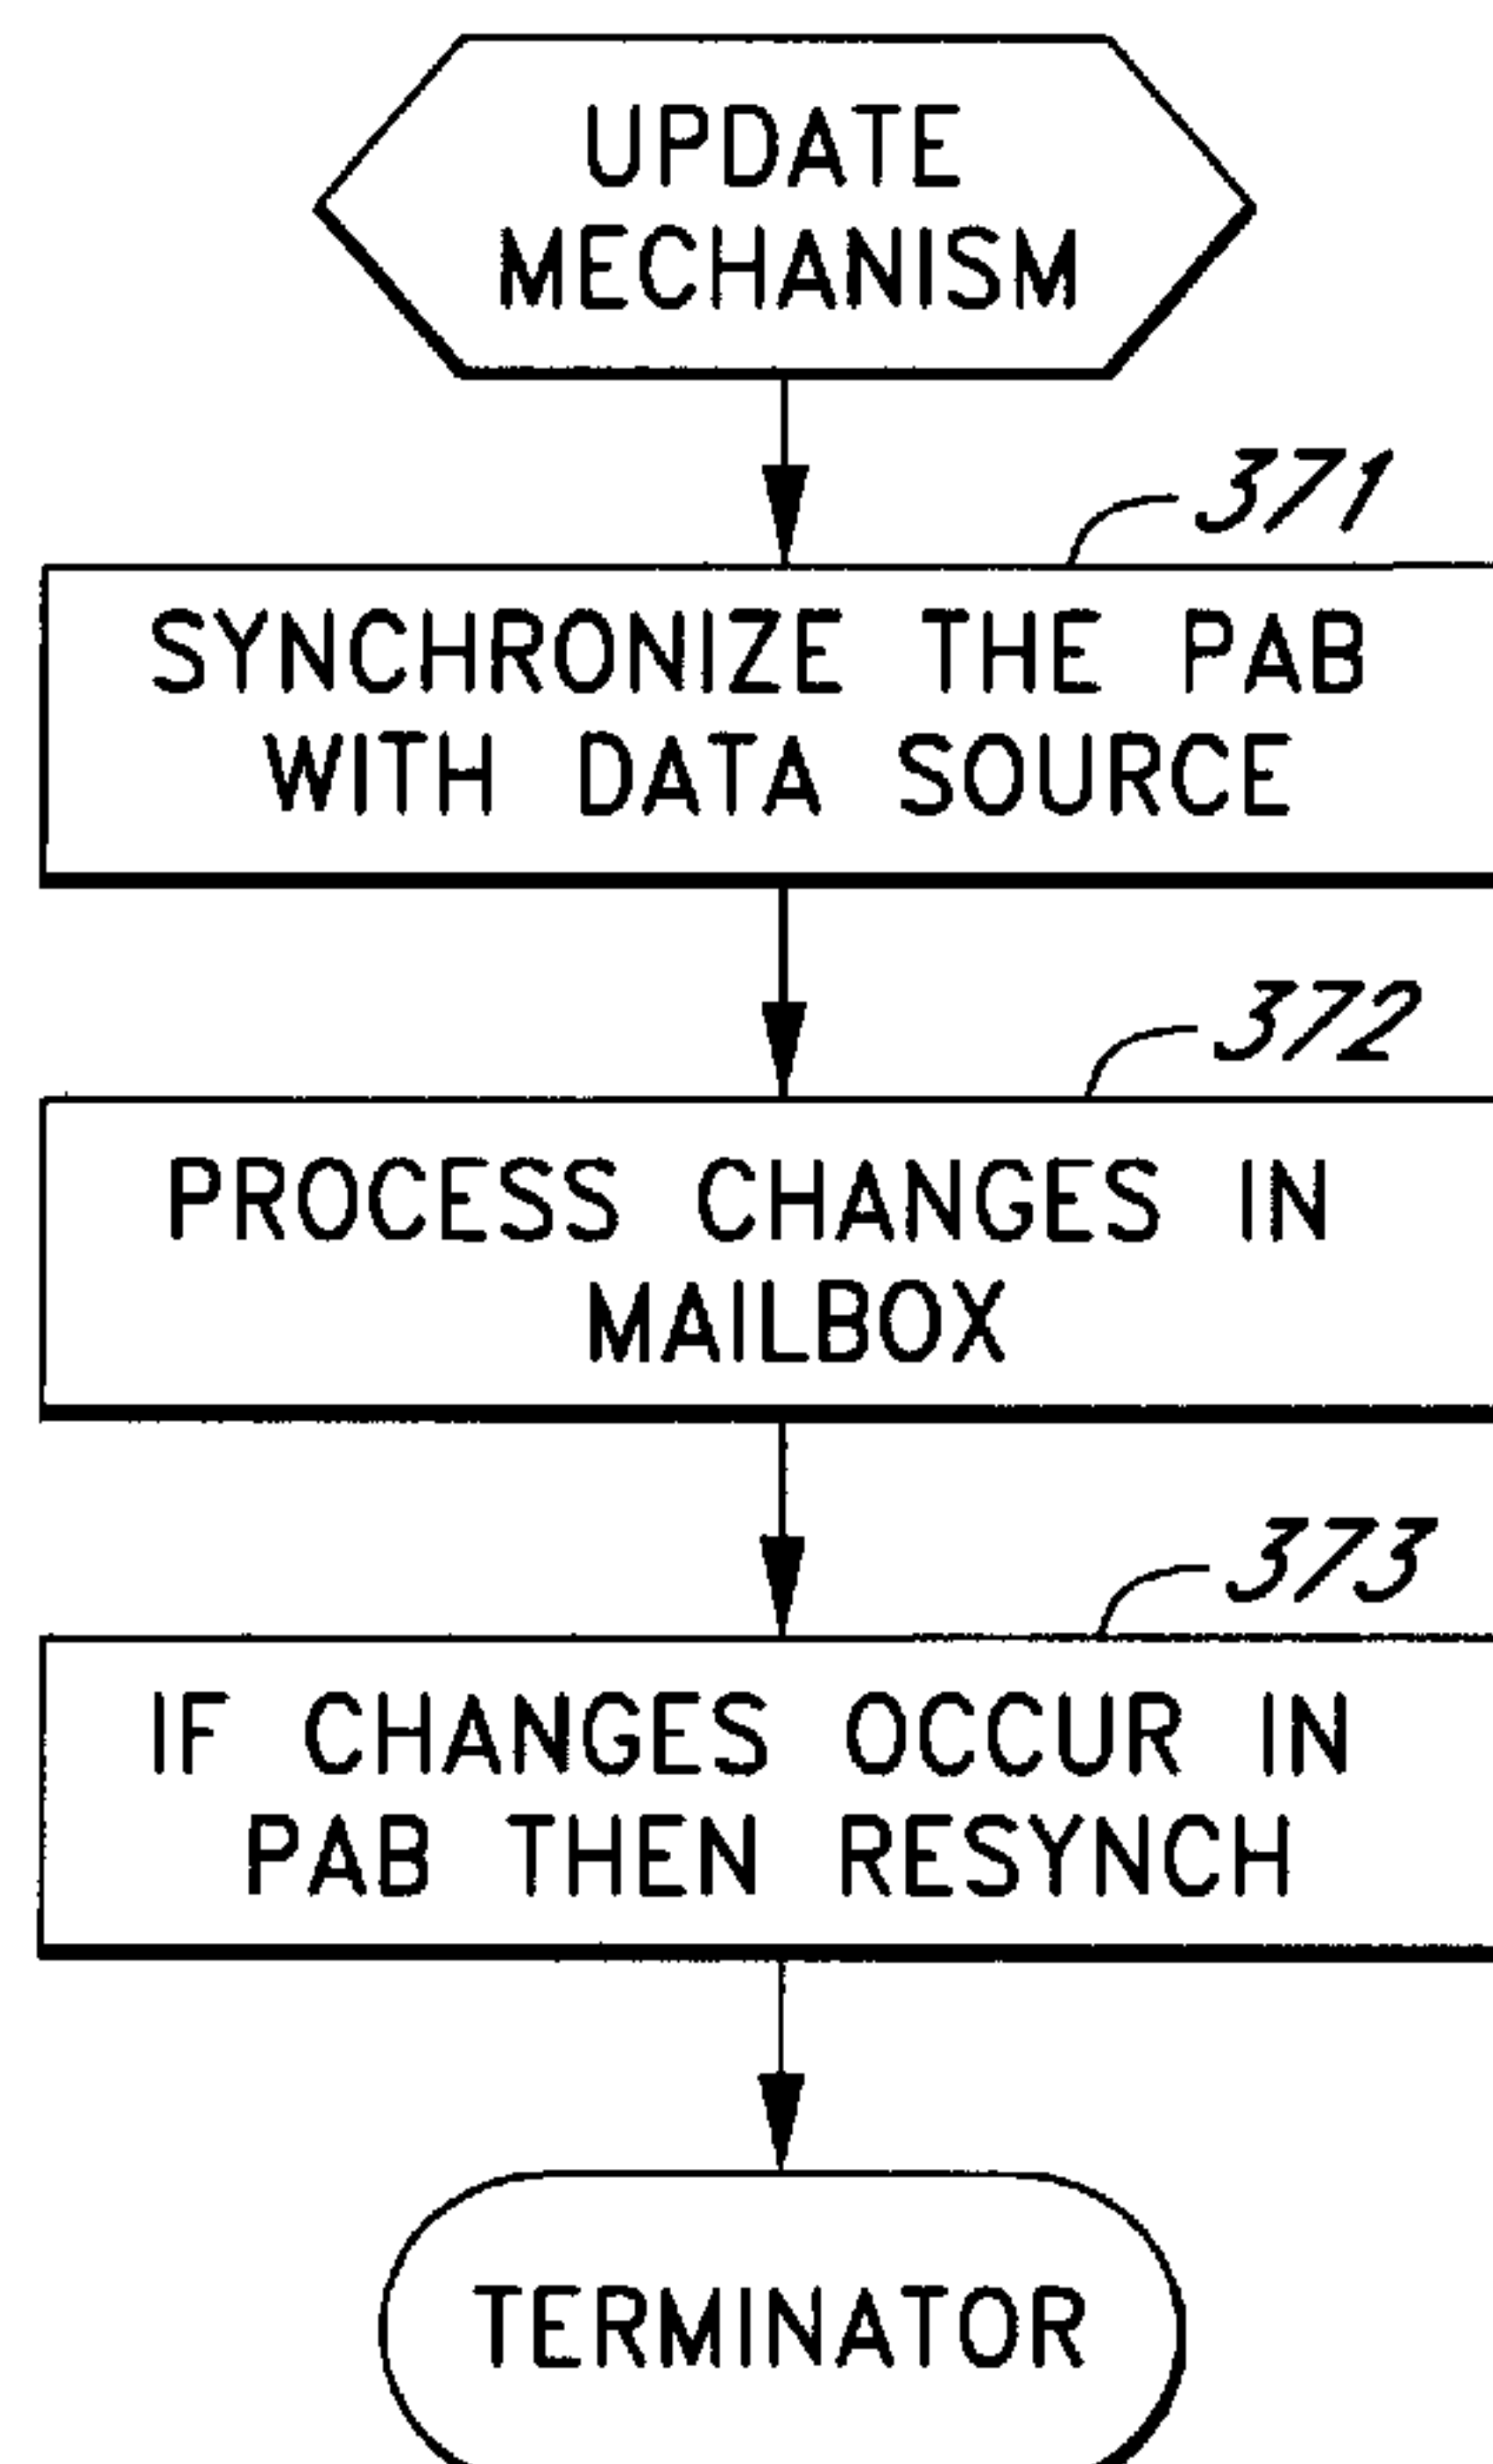 UPDATE
MECHANISM
371
SYNCHRONIZE THE PAB
WITH DATA SOURCE
372
PROCESS CHANGES IN
MAILBOX
373
IF CHANGES OCCUR IN
PAB THEN RESYNCH
TERMINATOR